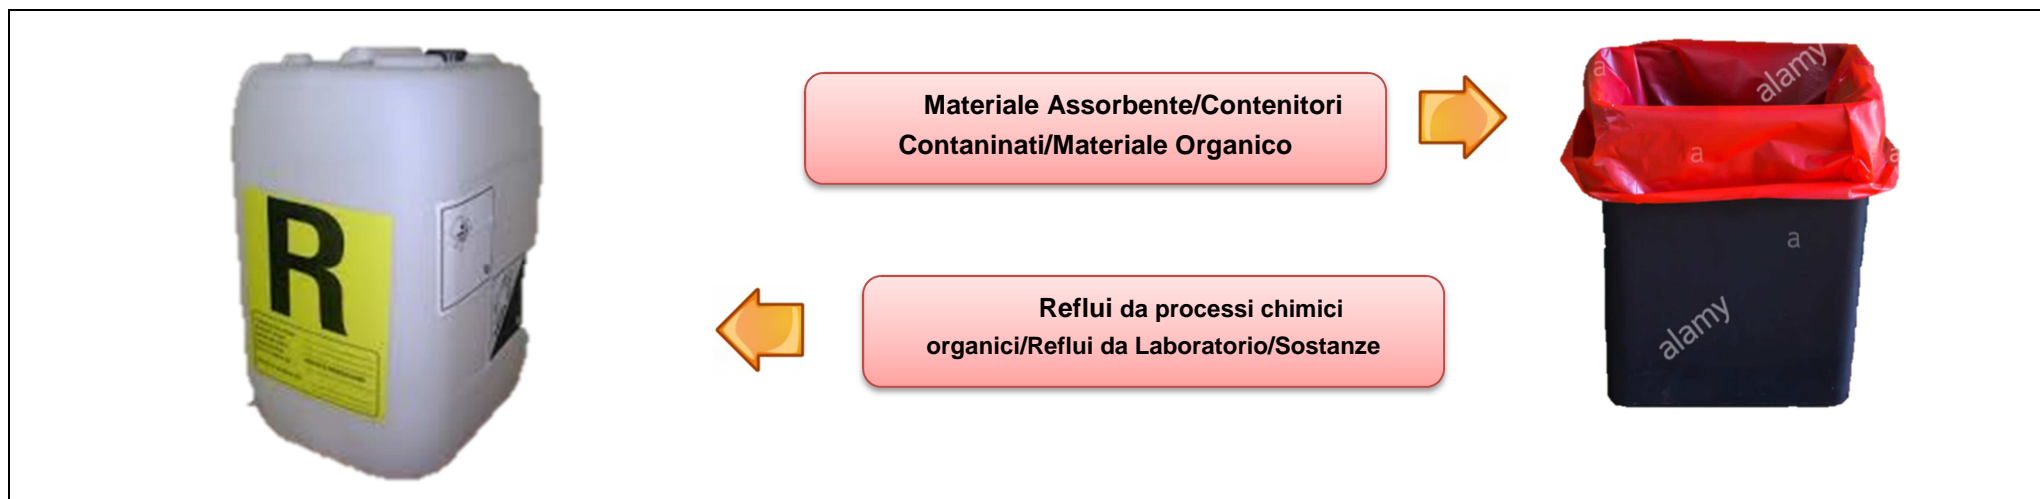 R
Materiale Assorbente/Contenitori
Contaninati/Materiale Organico
Reflui da processi chimici
organici/Reflui da Laboratorio/Sostanze
alamy
a
a
a
a
alamy